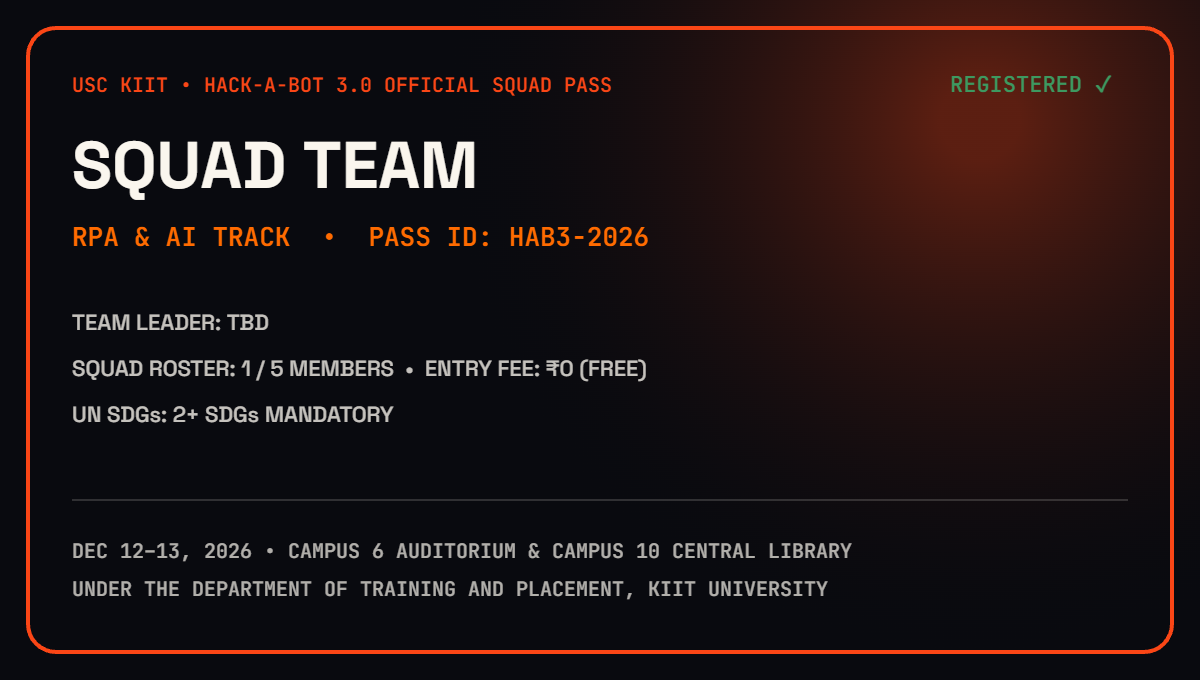 USC KIIT • HACK-A-BOT 3.0 OFFICIAL SQUAD PASS
REGISTERED ✓
SQUAD TEAM
RPA & AI TRACK • PASS ID: HAB3-2026
TEAM LEADER: TBD
SQUAD ROSTER: 1 / 5 MEMBERS • ENTRY FEE: ₹0 (FREE)
UN SDGs: 2+ SDGs MANDATORY
DEC 12–13, 2026 • CAMPUS 6 AUDITORIUM & CAMPUS 10 CENTRAL LIBRARY
UNDER THE DEPARTMENT OF TRAINING AND PLACEMENT, KIIT UNIVERSITY